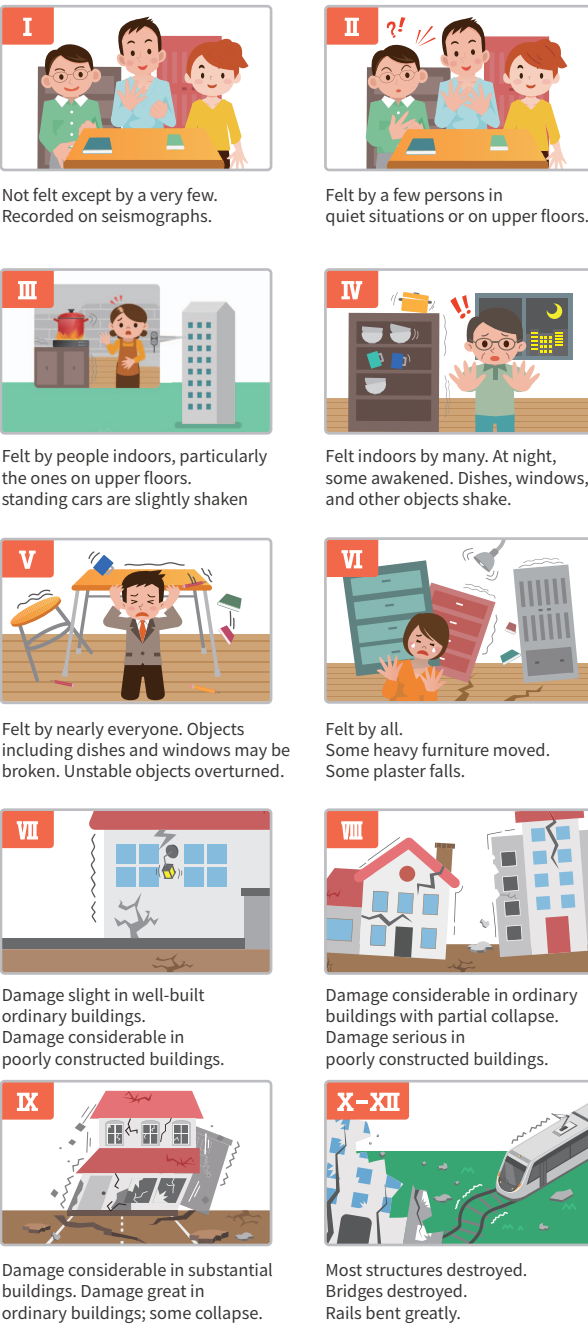 I
Not felt except by a very few.
Recorded on seismographs.
II
?!
Felt by a few persons in
quiet situations or on upper floors.
III
Felt by people indoors, particularly
the ones on upper floors.
standing cars are slightly shaken
IV
!!
Felt indoors by many. At night,
some awakened. Dishes, windows,
and other objects shake.
V
Felt by nearly everyone. Objects
including dishes and windows may be
broken. Unstable objects overturned.
VI
Felt by all.
Some heavy furniture moved.
Some plaster falls.
VII
Damage slight in well-built
ordinary buildings.
Damage considerable in
poorly constructed buildings.
VIII
Damage considerable in ordinary
buildings with partial collapse.
Damage serious in
poorly constructed buildings.
IX
Damage considerable in substantial
buildings. Damage great in
ordinary buildings; some collapse.
X-XII
Most structures destroyed.
Bridges destroyed.
Rails bent greatly.